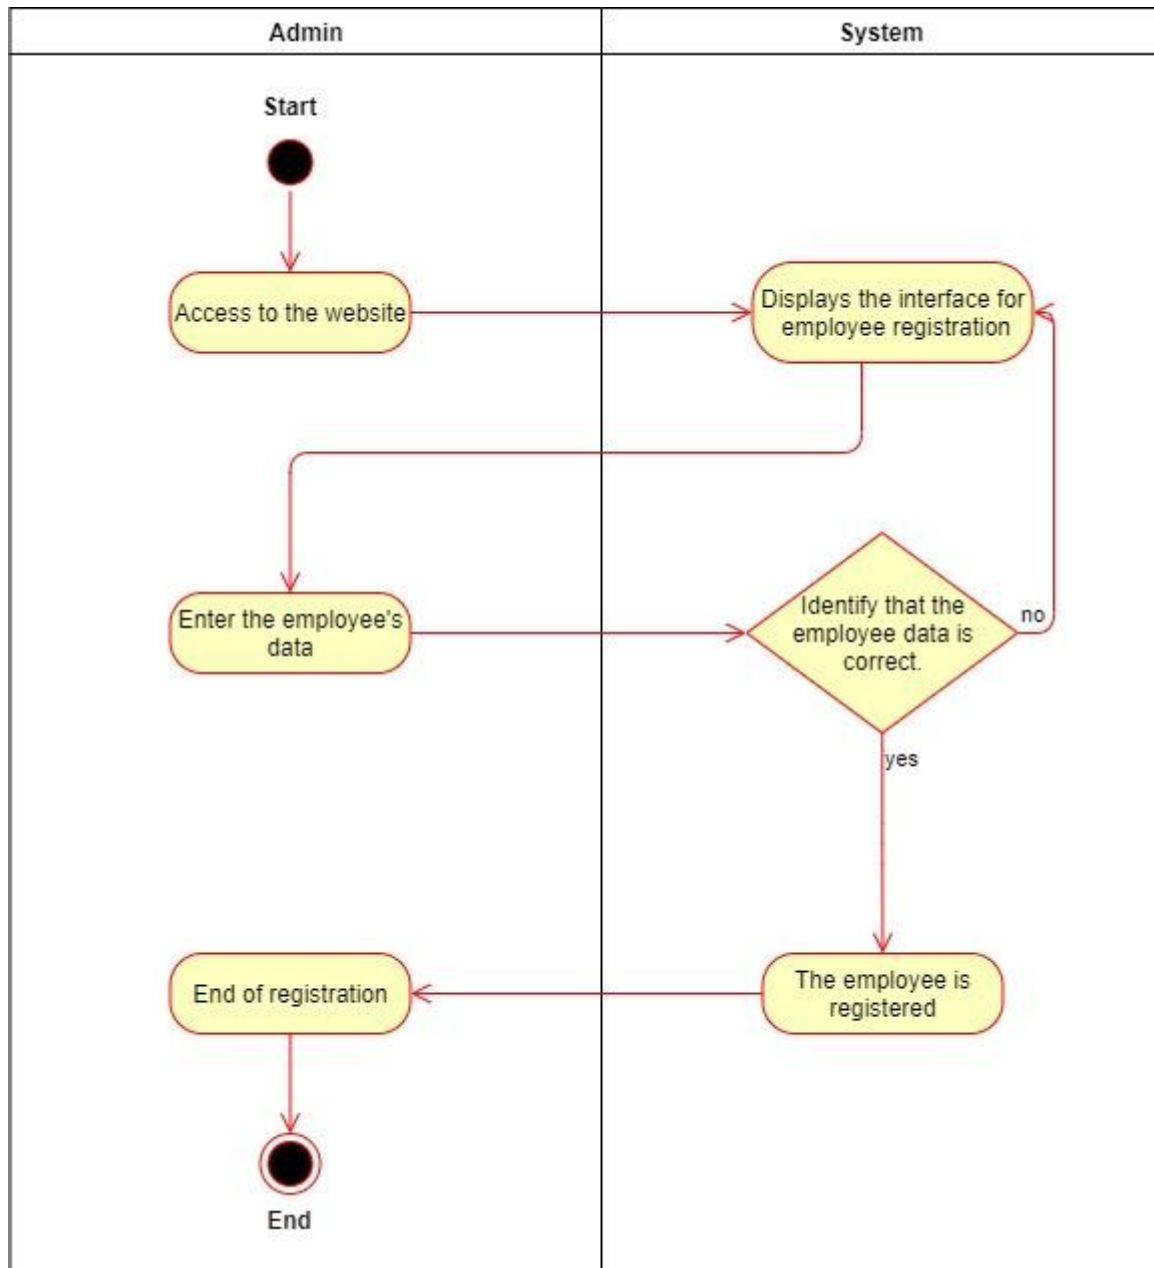 Admin
System
Start
Access to the website
Displays the interface for
employee registration
Enter the employee's
data
Identify that the
employee data is
correct.
no
yes
End of registration
The employee is
registered
End